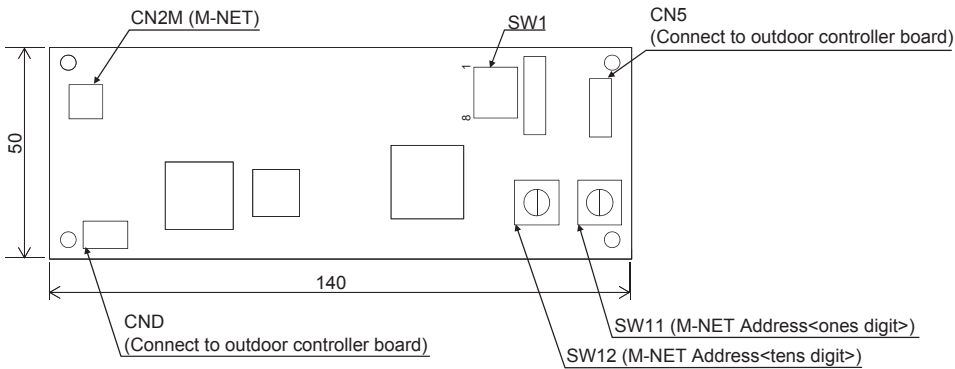 CN2M (M-NET)
SW1
CN5
(Connect to outdoor controller board)
1
8
50
140
CND
(Connect to outdoor controller board)
SW11 (M-NET Address<ones digit>)
SW12 (M-NET Address<tens digit>)